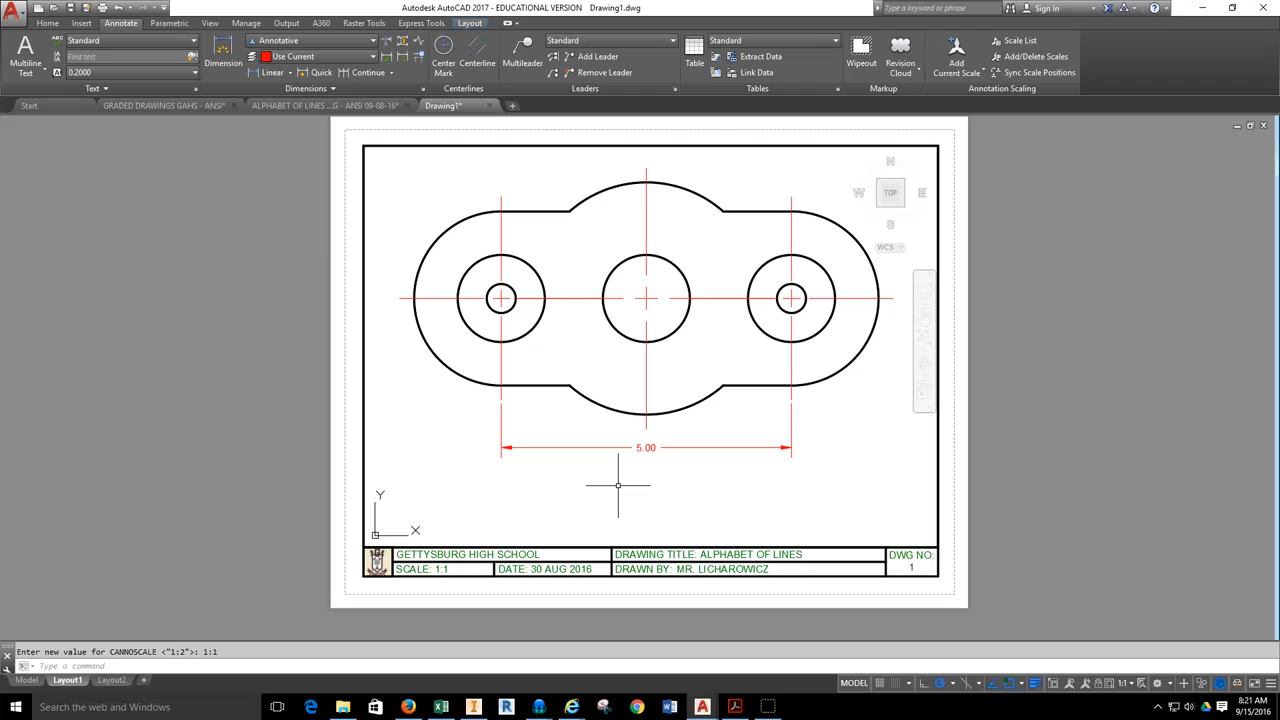 Autodesk AutoCAD 2017 - EDUCATIONAL VERSION Drawing1.dwg
Type a keyword or phrase
Sign In
Home Insert Annotate Parametric View Manage Output A360 Raster Tools Express Tools Layout
Multiline Text
Standard
Find text
0.2000
Text
Dimension
Annotative
Use Current
Linear Quick Continue
Dimensions
Center Mark
Centerline
Centerlines
Multileader
Standard
Add Leader
Remove Leader
Leaders
Table
Standard
Extract Data
Link Data
Tables
Wipeout
Revision Cloud
Markup
Add Current Scale
Scale List
Add/Delete Scales
Sync Scale Positions
Annotation Scaling
Start GRADED DRAWINGS GAHS - ANSI* ALPHABET OF LINES ...G - ANSI 09-08-16* Drawing1*
N
W TOP E
S
WCS
5.00
Y
X
GETTYSBURG HIGH SCHOOL DRAWING TITLE: ALPHABET OF LINES DWG NO:
SCALE: 1:1 DATE: 30 AUG 2016 DRAWN BY: MR. LICHAROWICZ 1
Enter new value for CANNOSCALE <"1:2">: 1:1
Type a command
Model Layout1 Layout2
MODEL 1:1
Search the web and Windows
8:21 AM
9/15/2016